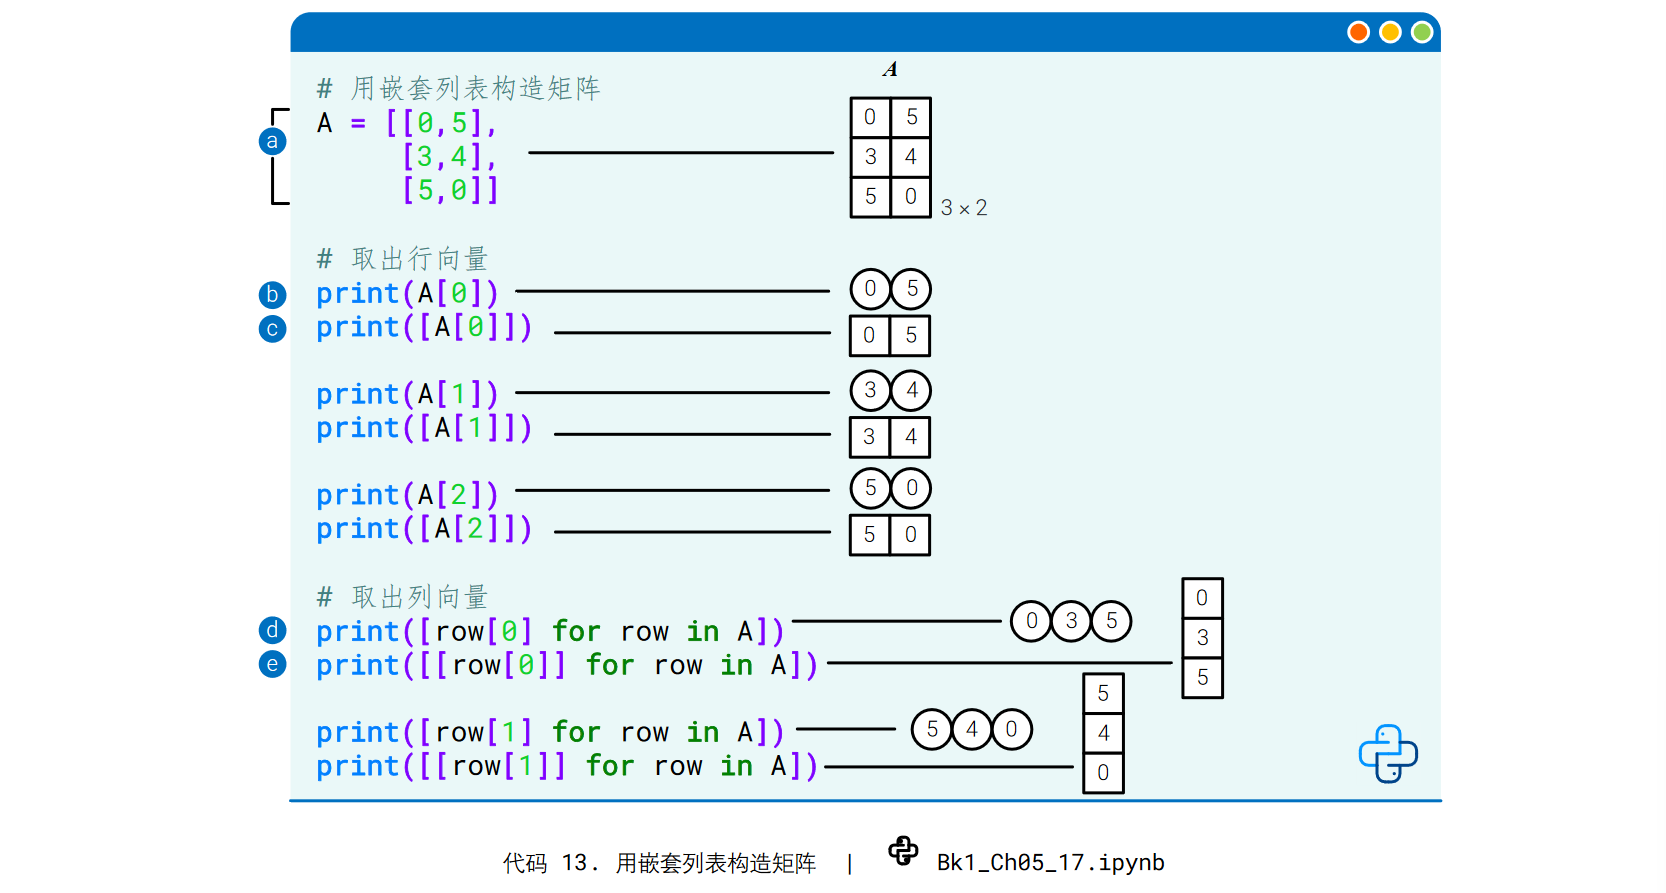 A
# 用嵌套列表构造矩阵
a
A = [[0,5],
[3,4],
[5,0]]
0 5
3 4
5 0
3 × 2
# 取出行向量
b print(A[0]) 0 5
c print([A[0]]) 0 5
print(A[1]) 3 4
print([A[1]]) 3 4
print(A[2]) 5 0
print([A[2]]) 5 0
# 取出列向量
d print([row[0] for row in A]) 0 3 5
e print([[row[0]] for row in A])
0
3
5
print([row[1] for row in A]) 5 4 0
print([[row[1]] for row in A])
5
4
0
代码 13. 用嵌套列表构造矩阵 | Bk1_Ch05_17.ipynb